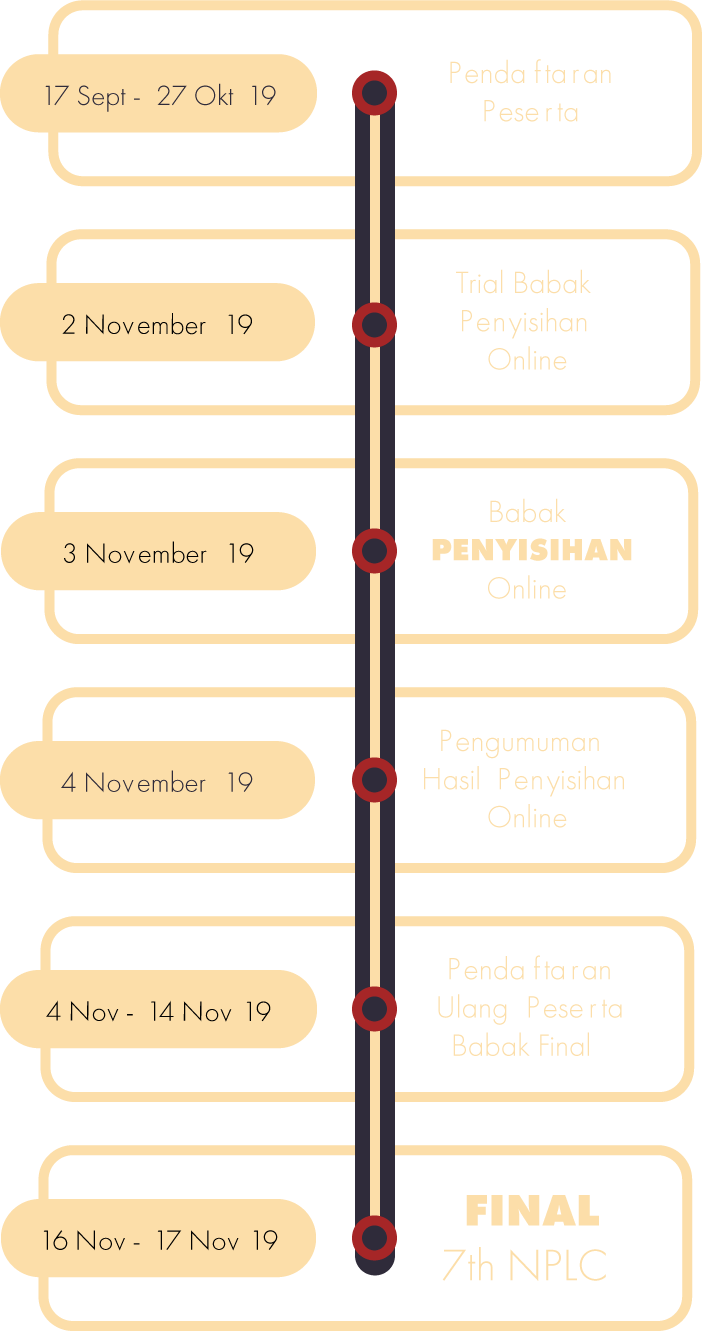 17 Sept - 27 Okt 19
Pendaftaran
Peserta
2 November 19
Trial Babak
Penyisihan
Online
3 November 19
Babak
PENYISIHAN
Online
4 November 19
Pengumuman
Hasil Penyisihan
Online
4 Nov - 14 Nov 19
Pendaftaran
Ulang Peserta
Babak Final
16 Nov - 17 Nov 19
FINAL
7th NPLC